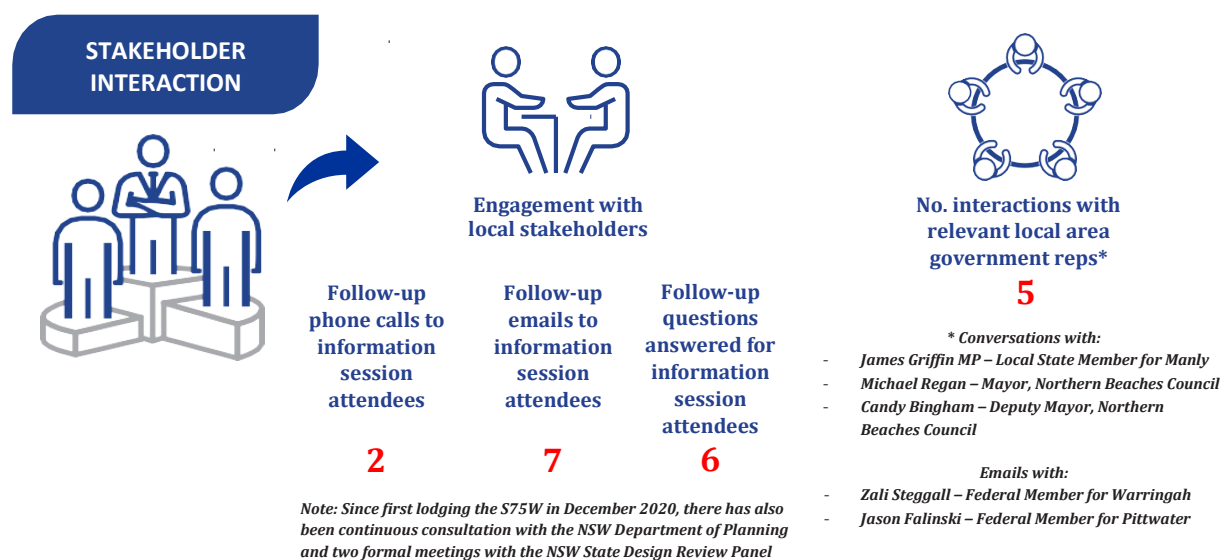 STAKEHOLDER
INTERACTION
Engagement with
local stakeholders
Follow-up
phone calls to
information
session
attendees
2
Follow-up
emails to
information
session
attendees
7
Follow-up
questions
answered for
information
session
attendees
6
Note: Since first lodging the S75W in December 2020, there has also
been continuous consultation with the NSW Department of Planning
and two formal meetings with the NSW State Design Review Panel
No. interactions with
relevant local area
government reps*
5
* Conversations with:
- James Griffin MP – Local State Member for Manly
- Michael Regan – Mayor, Northern Beaches Council
- Candy Bingham – Deputy Mayor, Northern
Beaches Council
Emails with:
- Zali Steggall – Federal Member for Warringah
- Jason Falinski – Federal Member for Pittwater